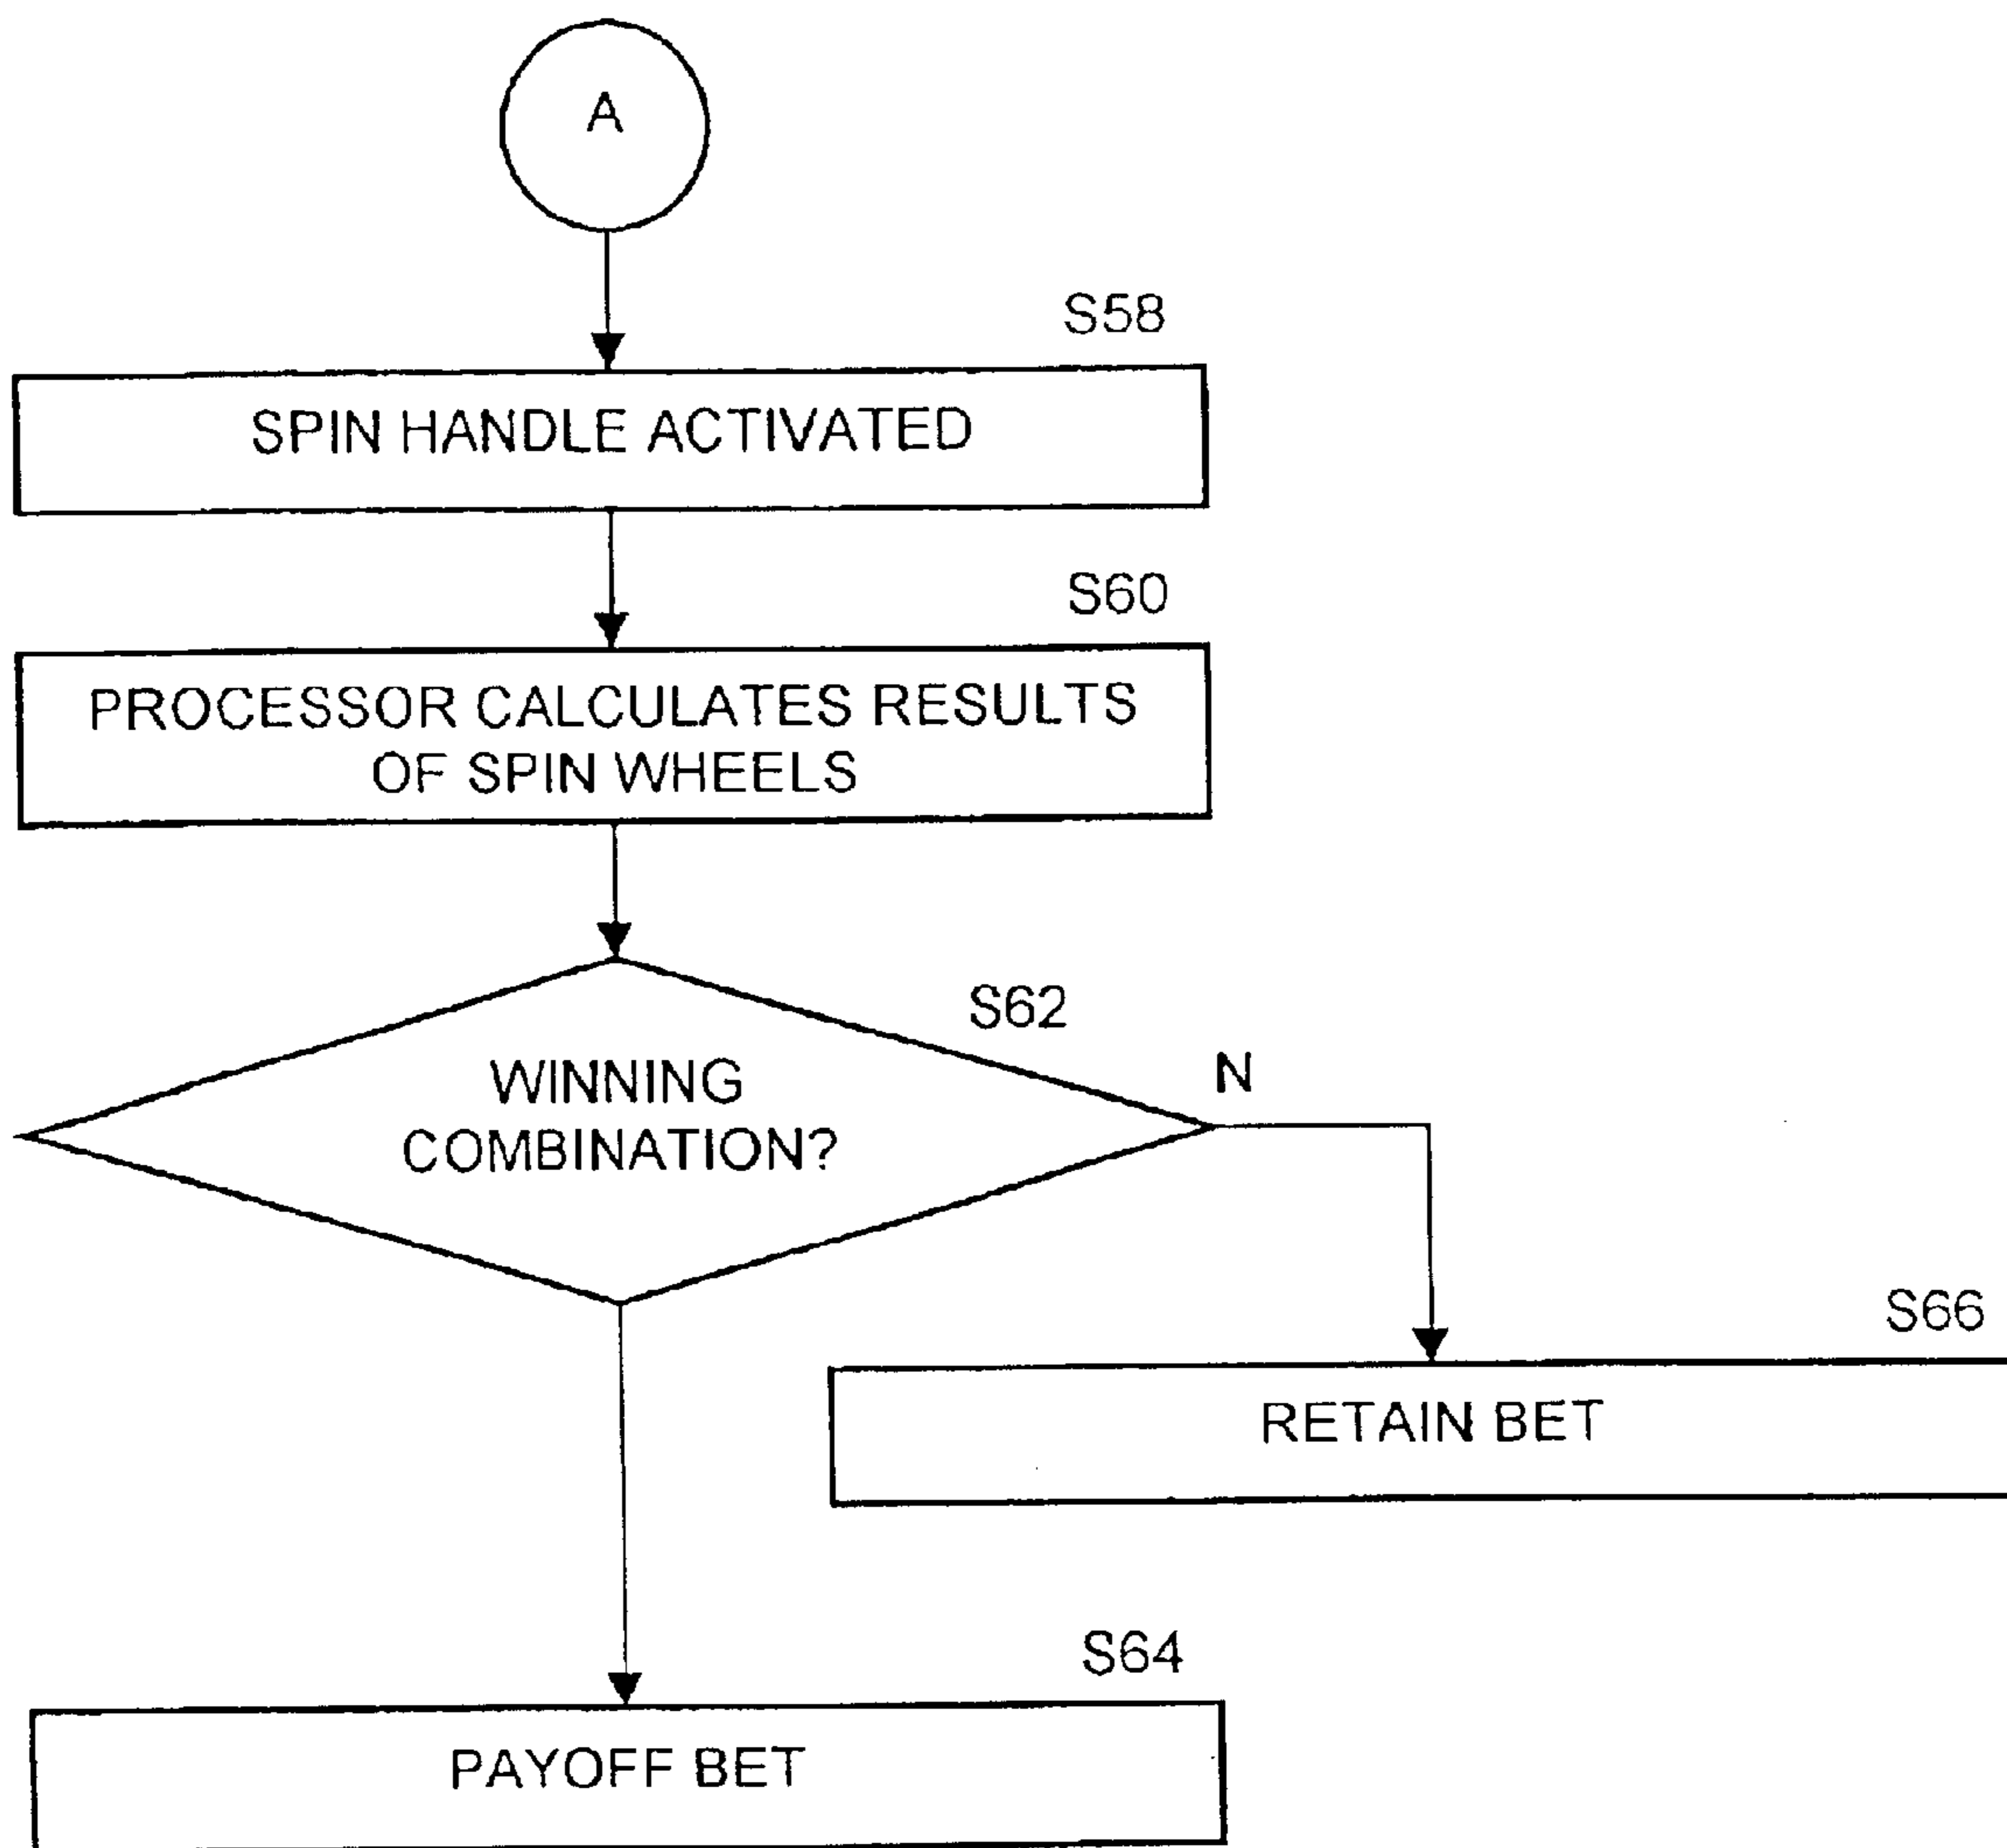 A
S58
SPIN HANDLE ACTIVATED
S60
PROCESSOR CALCULATES RESULTS
OF SPIN WHEELS
S62
WINNING
COMBINATION?
N
S66
RETAIN BET
S64
PAYOFF BET